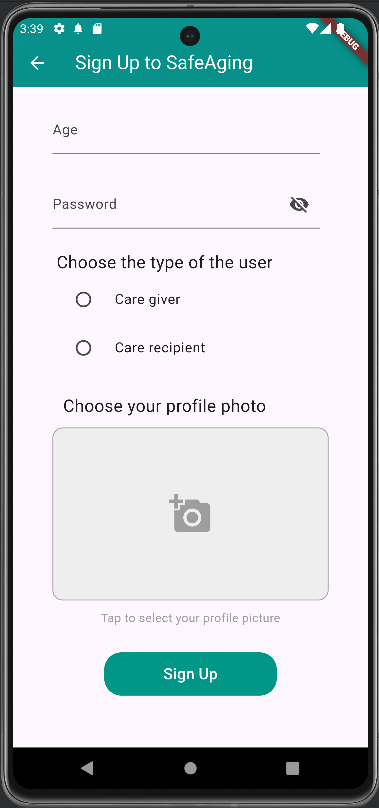 3:39
DEBUG
Sign Up to SafeAging
Age
Password
Choose the type of the user
Care giver
Care recipient
Choose your profile photo
Tap to select your profile picture
Sign Up